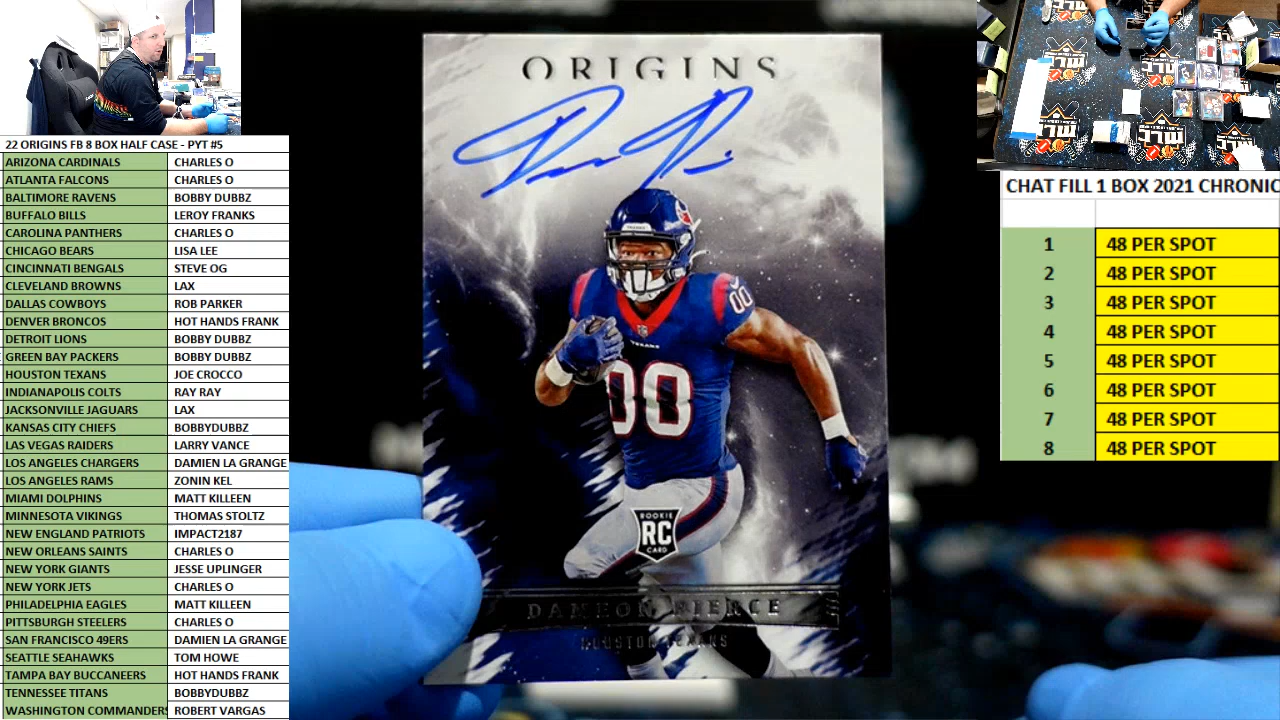 22 ORIGINS FB 8 BOX HALF CASE - PYT #5
ARIZONA CARDINALS CHARLES O
ATLANTA FALCONS CHARLES O
BALTIMORE RAVENS BOBBY DUBBZ
BUFFALO BILLS LEROY FRANKS
CAROLINA PANTHERS CHARLES O
CHICAGO BEARS LISA LEE
CINCINNATI BENGALS STEVE OG
CLEVELAND BROWNS LAX
DALLAS COWBOYS ROB PARKER
DENVER BRONCOS HOT HANDS FRANK
DETROIT LIONS BOBBY DUBBZ
GREEN BAY PACKERS BOBBY DUBBZ
HOUSTON TEXANS JOE CROCCO
INDIANAPOLIS COLTS RAY RAY
JACKSONVILLE JAGUARS LAX
KANSAS CITY CHIEFS BOBBYDUBBZ
LAS VEGAS RAIDERS LARRY VANCE
LOS ANGELES CHARGERS DAMIEN LA GRANGE
LOS ANGELES RAMS ZONIN KEL
MIAMI DOLPHINS MATT KILLEEN
MINNESOTA VIKINGS THOMAS STOLTZ
NEW ENGLAND PATRIOTS IMPACT2187
NEW ORLEANS SAINTS CHARLES O
NEW YORK GIANTS JESSE UPLINGER
NEW YORK JETS CHARLES O
PHILADELPHIA EAGLES MATT KILLEEN
PITTSBURGH STEELERS CHARLES O
SAN FRANCISCO 49ERS DAMIEN LA GRANGE
SEATTLE SEAHAWKS TOM HOWE
TAMPA BAY BUCCANEERS HOT HANDS FRANK
TENNESSEE TITANS BOBBYDUBBZ
WASHINGTON COMMANDERS ROBERT VARGAS
ORIGINS
00
TEXANS
00
ROOKIE
RC
CARD
DAMEON PIERCE
HOUSTON TEXANS
CHAT FILL 1 BOX 2021 CHRONIC
1 48 PER SPOT
2 48 PER SPOT
3 48 PER SPOT
4 48 PER SPOT
5 48 PER SPOT
6 48 PER SPOT
7 48 PER SPOT
8 48 PER SPOT